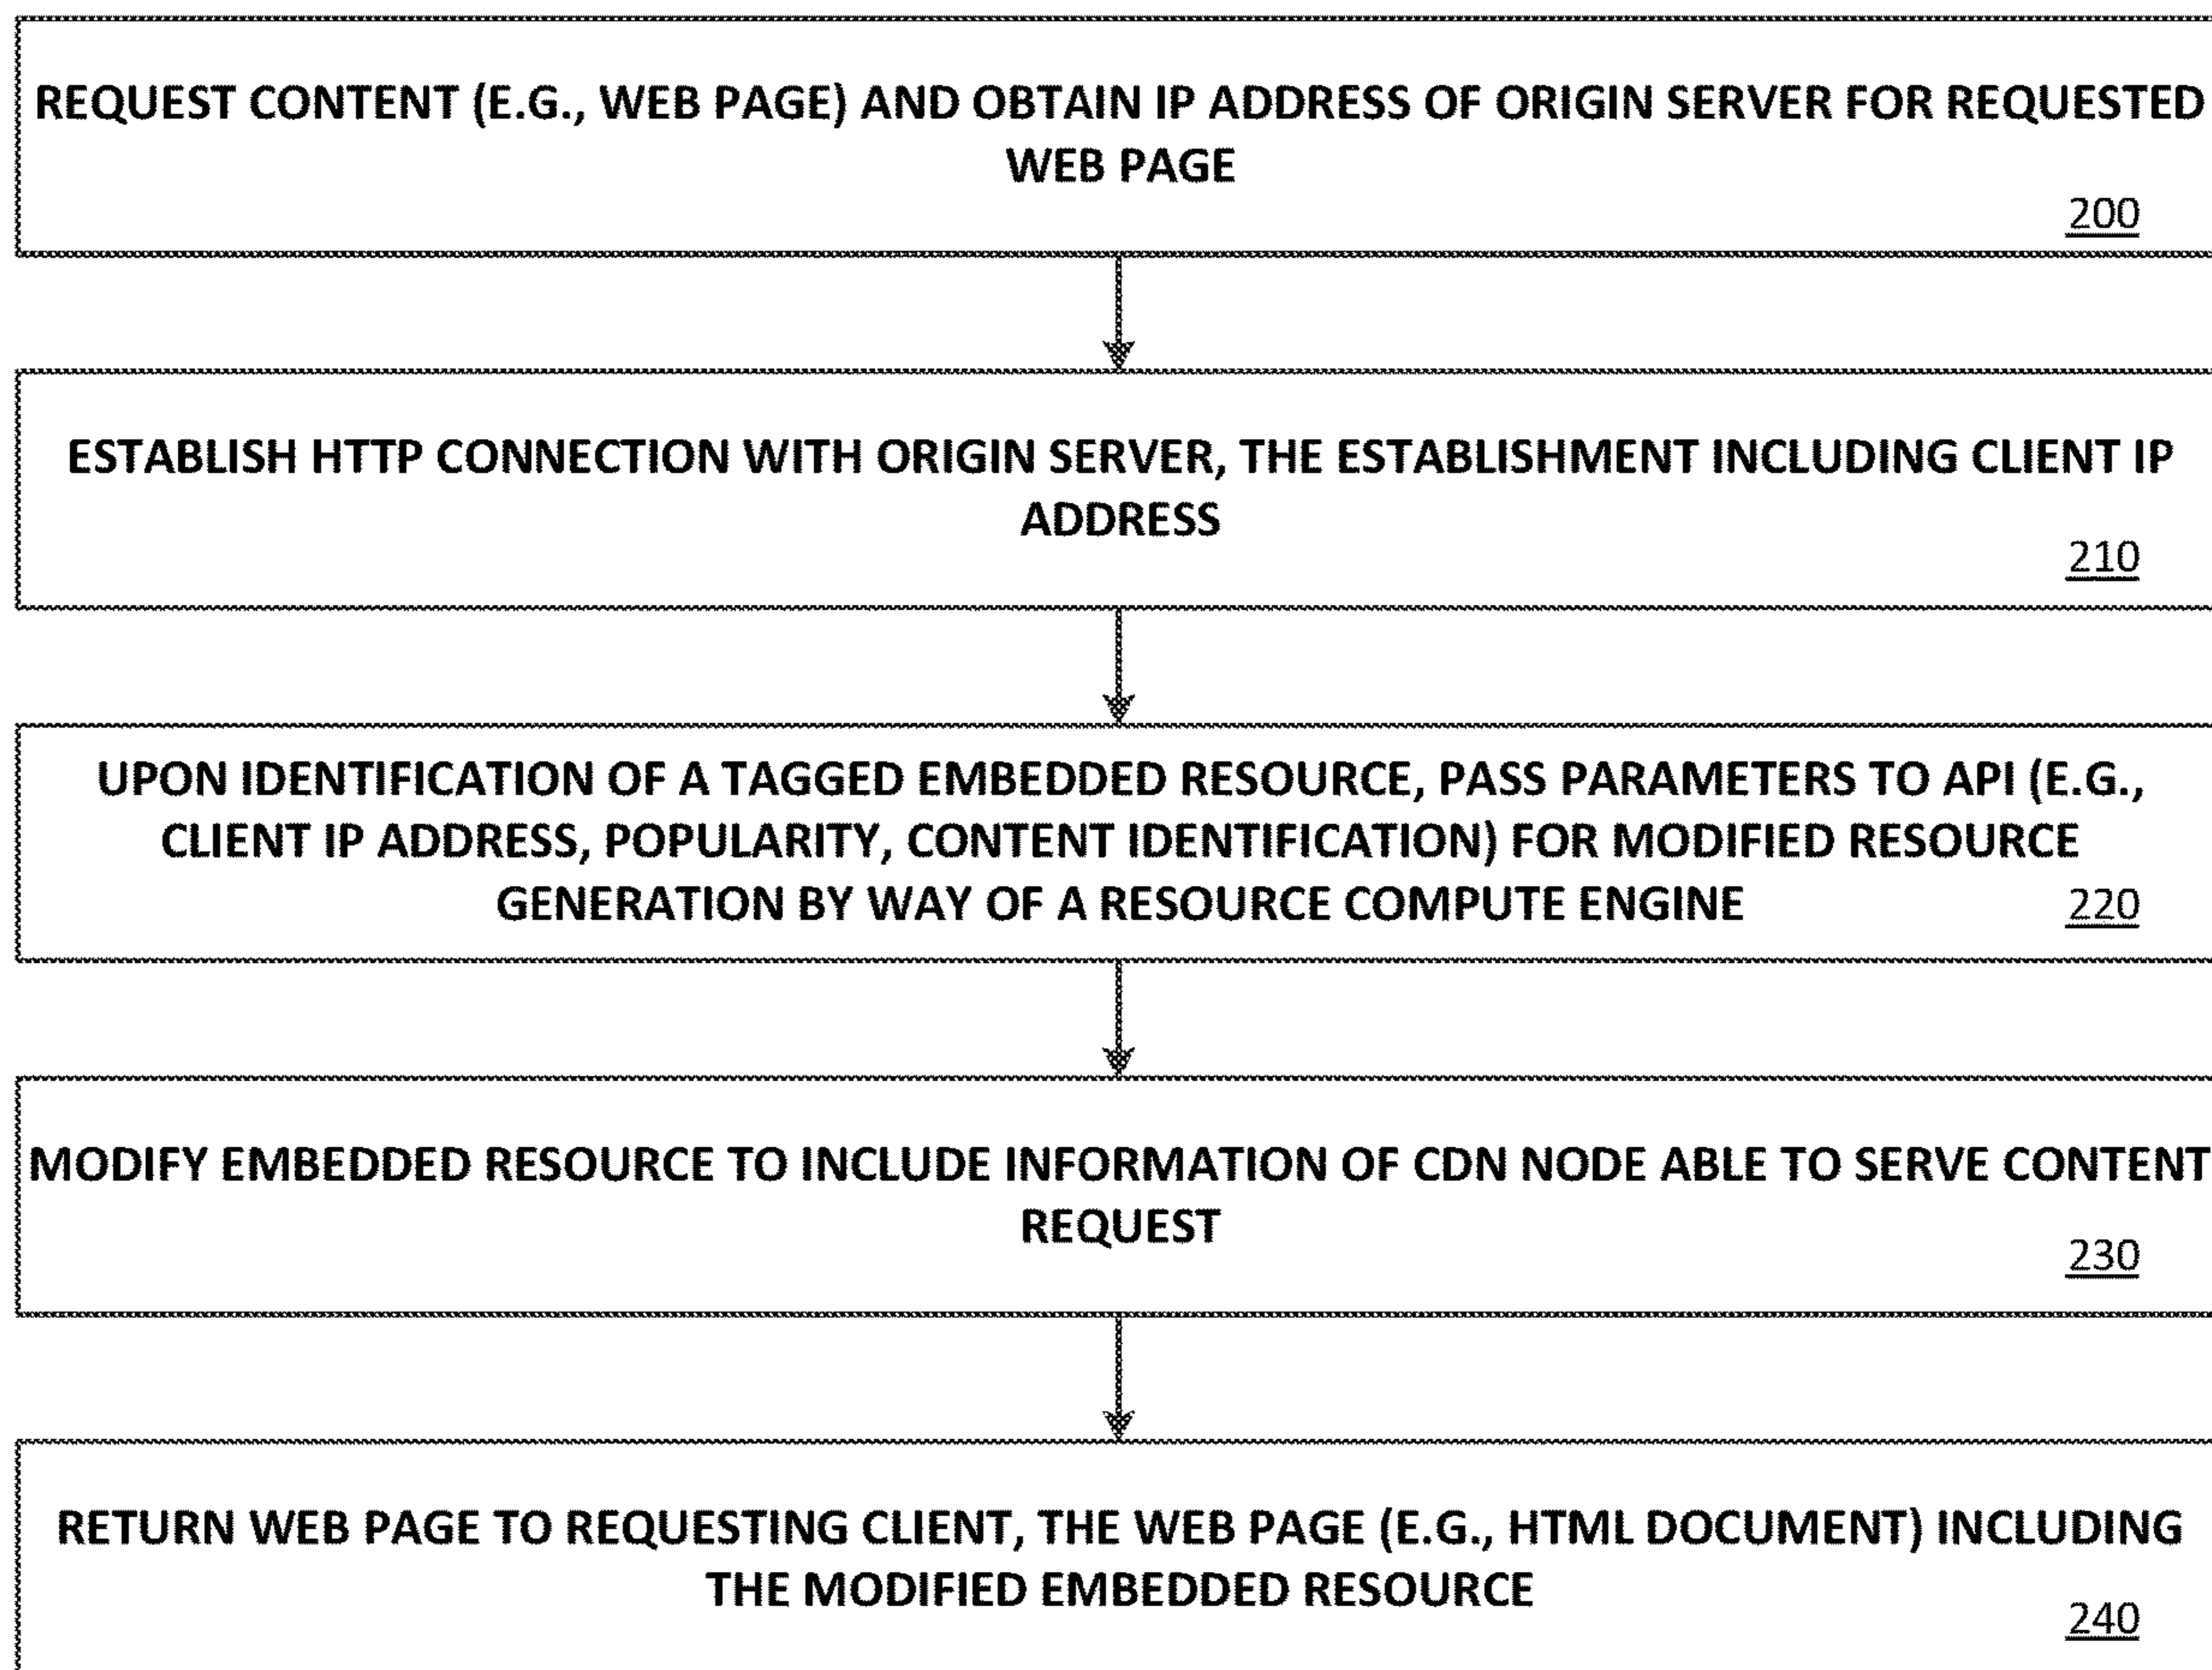 REQUEST CONTENT (E.G., WEB PAGE) AND OBTAIN IP ADDRESS OF ORIGIN SERVER FOR REQUESTED
WEB PAGE
200
ESTABLISH HTTP CONNECTION WITH ORIGIN SERVER, THE ESTABLISHMENT INCLUDING CLIENT IP
ADDRESS
210
UPON IDENTIFICATION OF A TAGGED EMBEDDED RESOURCE, PASS PARAMETERS TO API (E.G.,
CLIENT IP ADDRESS, POPULARITY, CONTENT IDENTIFICATION) FOR MODIFIED RESOURCE
GENERATION BY WAY OF A RESOURCE COMPUTE ENGINE 220
MODIFY EMBEDDED RESOURCE TO INCLUDE INFORMATION OF CDN NODE ABLE TO SERVE CONTENT
REQUEST
230
RETURN WEB PAGE TO REQUESTING CLIENT, THE WEB PAGE (E.G., HTML DOCUMENT) INCLUDING
THE MODIFIED EMBEDDED RESOURCE
240